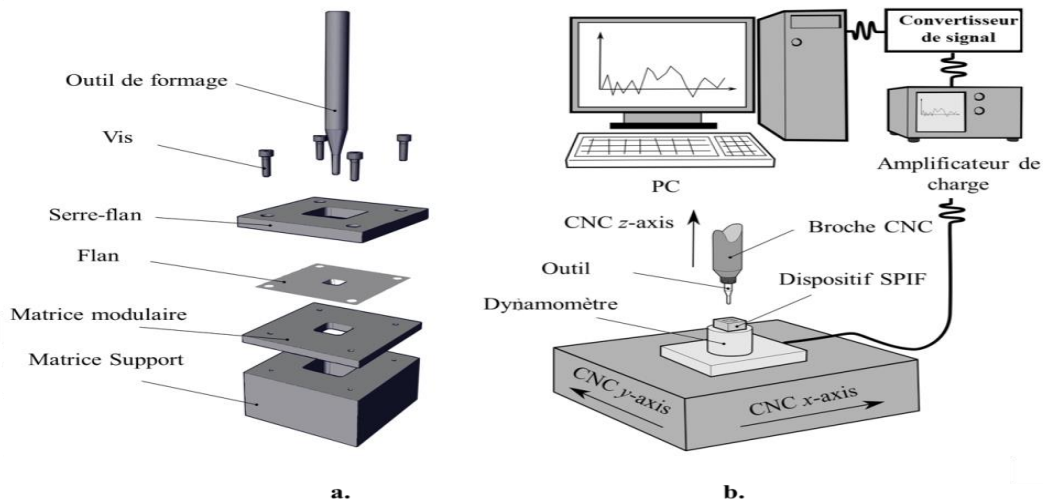 Outil de formage
Vis
Serre-flan
Flan
Matrice modulaire
Matrice Support
a.
Convertisseur
de signal
PC
Amplificateur de
charge
CNC z-axis
Broche CNC
Outil
Dispositif SPIF
Dynamomètre
CNC y-axis
CNC x-axis
b.